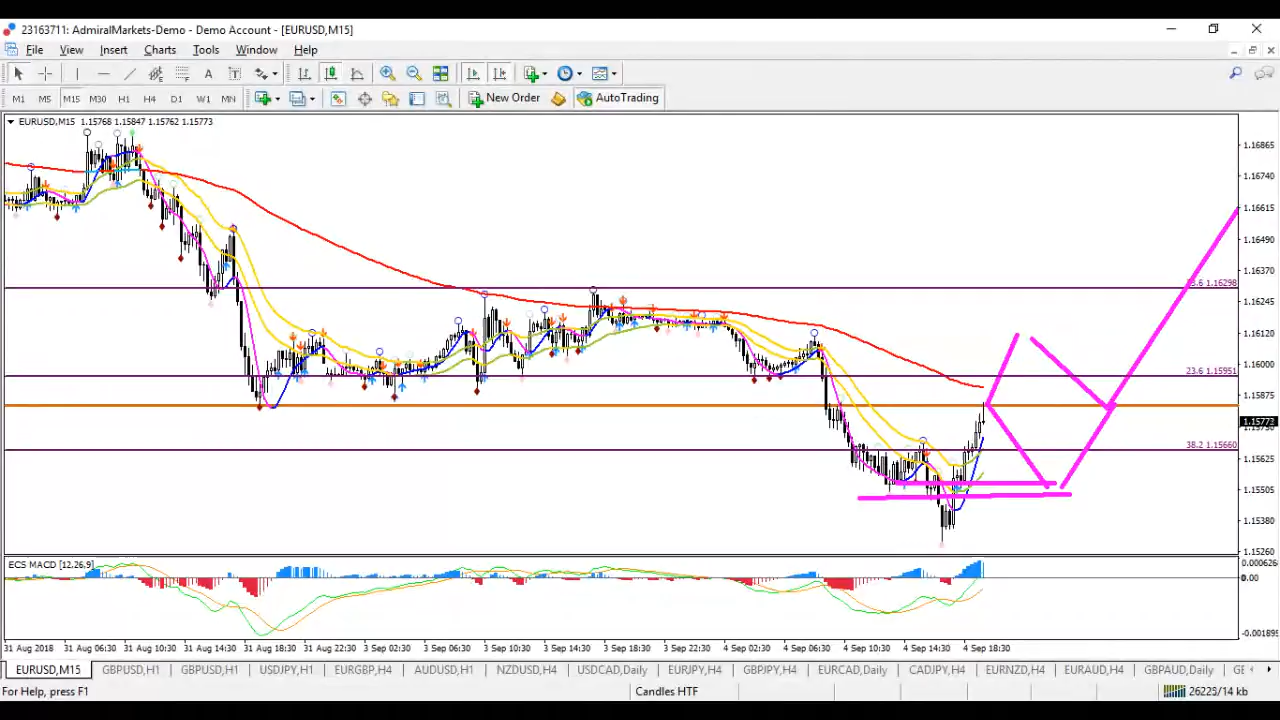 23163711: AdmiralMarkets-Demo - Demo Account - [EURUSD,M15]
File View Insert Charts Tools Window Help
A T
M1 M5 M15 M30 H1 H4 D1 W1 MN New Order AutoTrading
EURUSD,M15 1.15768 1.15847 1.15762 1.15773
1.16865
1.16740
1.16615
1.16490
1.16370
1.16298
1.16245
1.16120
1.16000
23.6 1.15951
1.15875
1.15773
38.2 1.15660
1.15625
1.15505
1.15380
1.15260
ECS MACD [12,26,9]
0.00
31 Aug 2018 31 Aug 06:30 31 Aug 10:30 31 Aug 14:30 31 Aug 18:30 31 Aug 22:30 3 Sep 02:30 3 Sep 06:30 3 Sep 10:30 3 Sep 14:30 3 Sep 18:30 3 Sep 22:30 4 Sep 02:30 4 Sep 06:30 4 Sep 10:30 4 Sep 14:30 4 Sep 18:30
EURUSD,M15 GBPUSD,H1 GBPUSD,H1 USDJPY,H1 EURGBP,H4 AUDUSD,H1 NZDUSD,H4 USDCAD,Daily EURJPY,H4 GBPJPY,H4 EURCAD,Daily CADJPY,H4 EURNZD,H4 EURAUD,H4 GBPAUD,Daily
For Help, press F1 Candles HTF 26225/14 kb